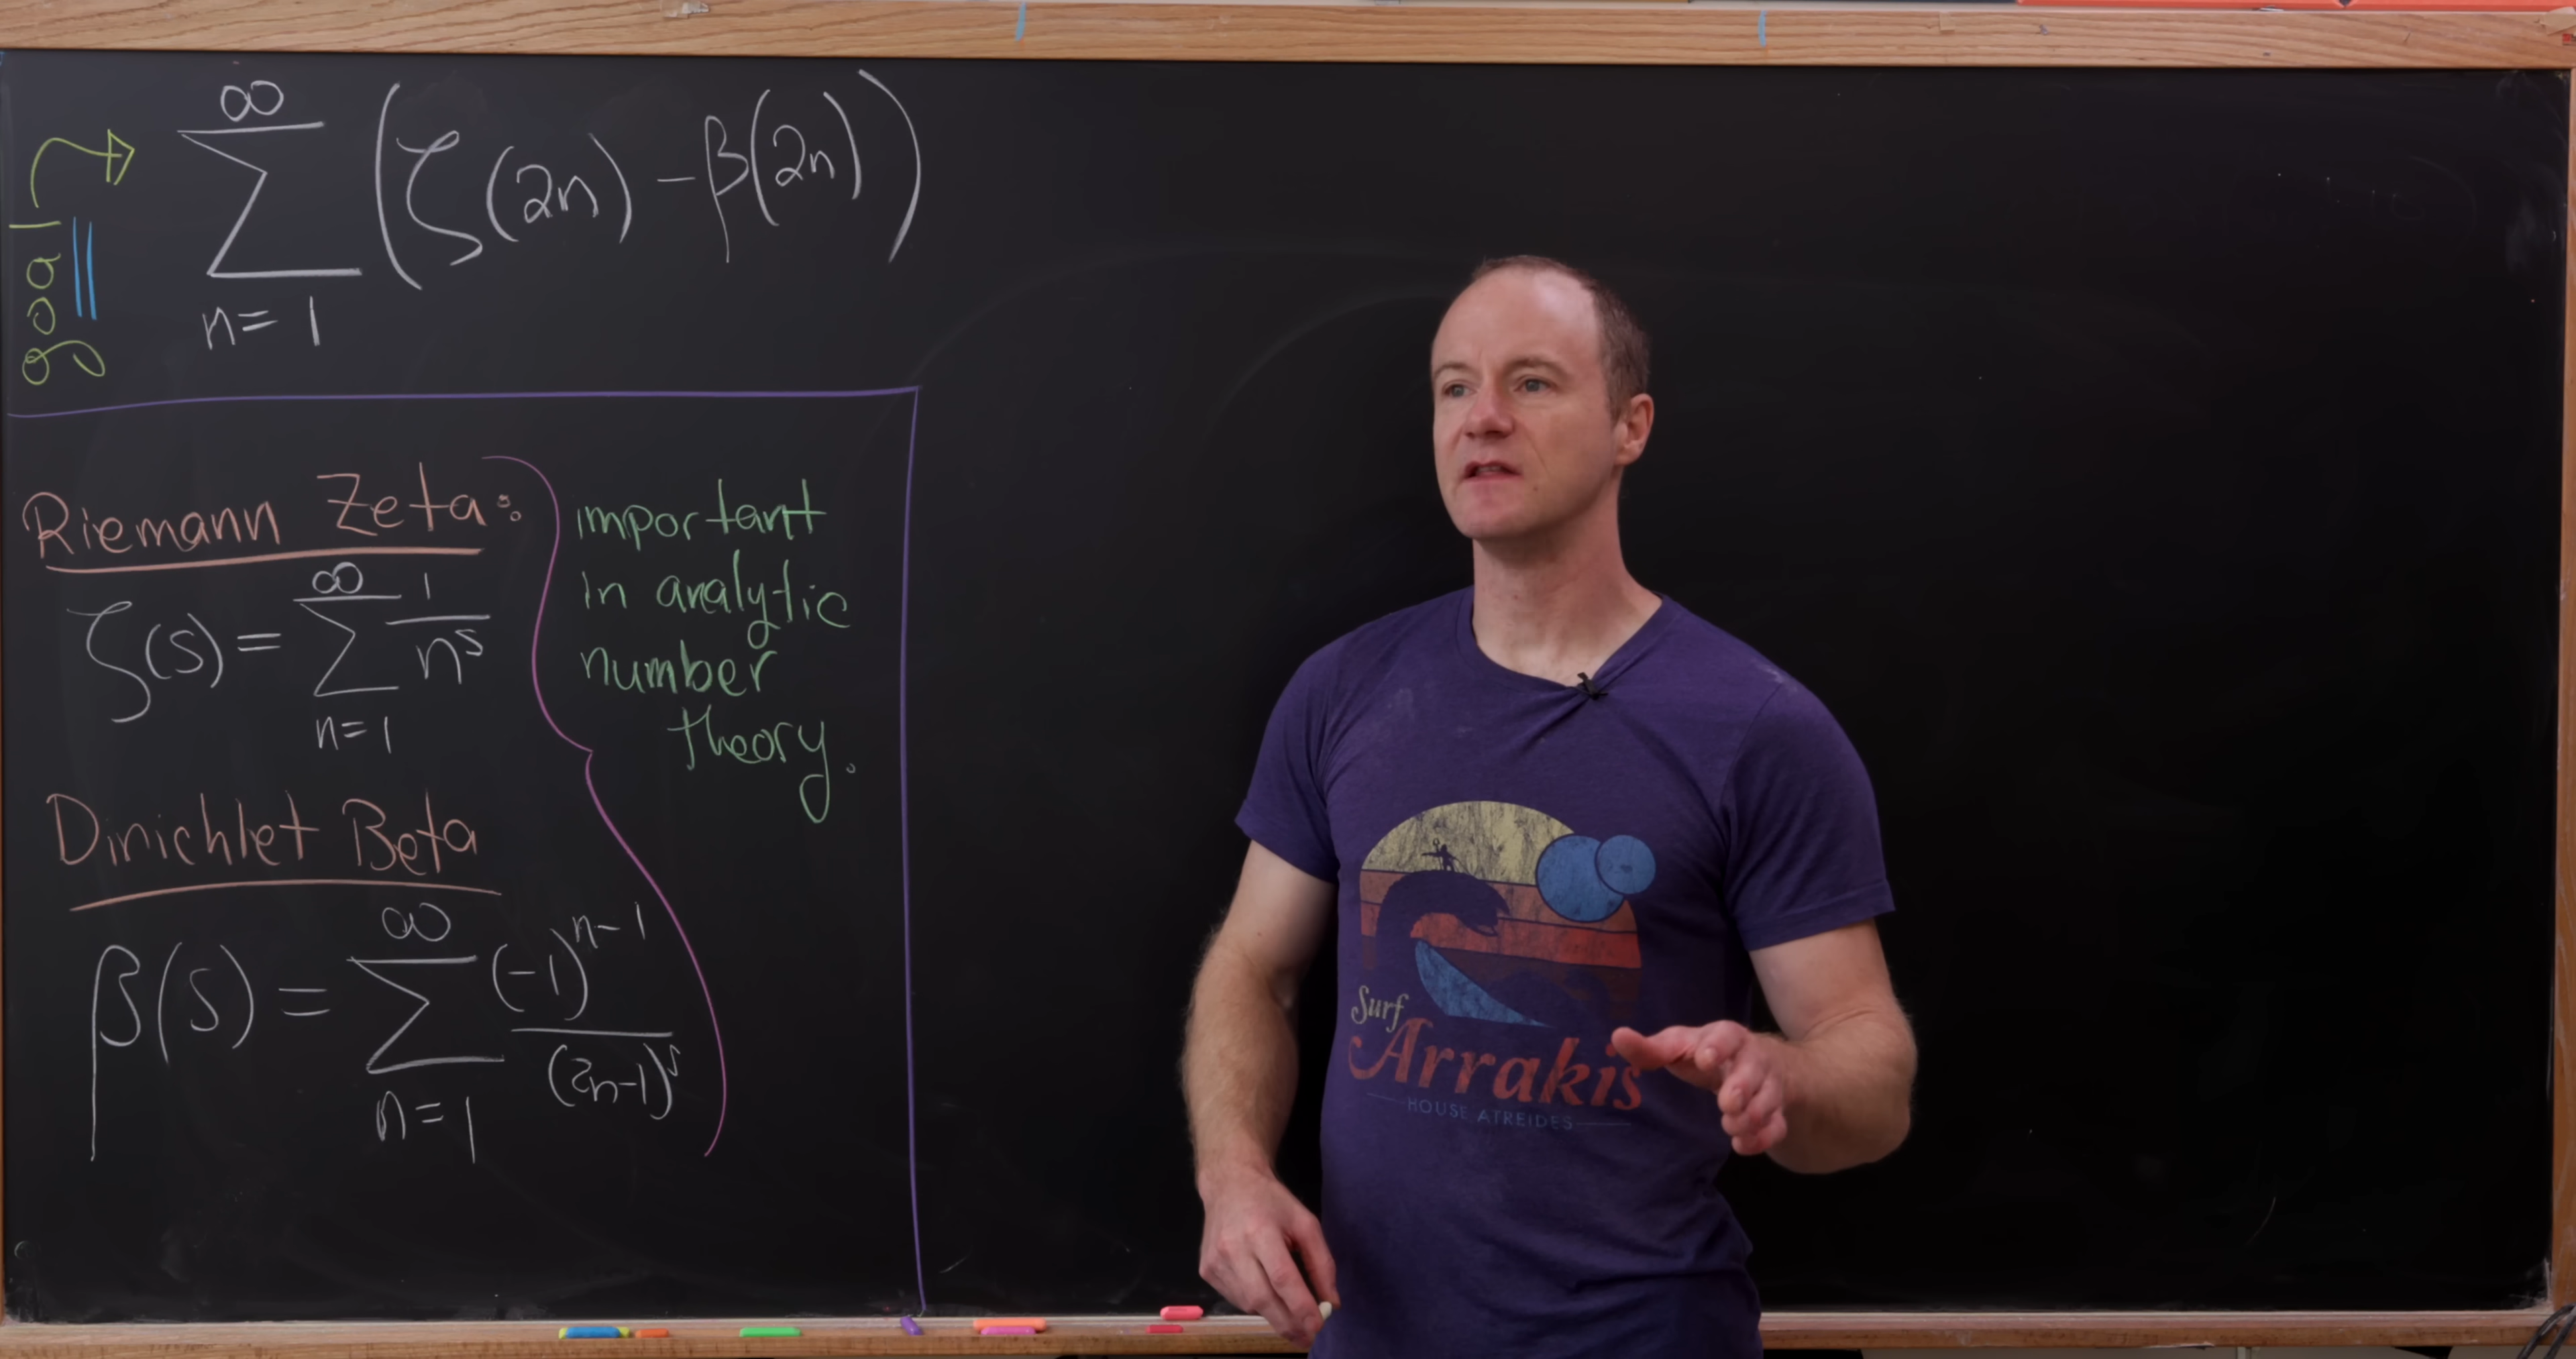 goal
∞
∑ (ζ(2n) – β(2n))
n = 1
Riemann Zeta:
ζ(s) = ∞ ∑ n=1 1/n^s
important
in analytic
number
theory.
Dirichlet Beta
β(s) = ∞ ∑ n=1 (-1)^{n-1}/(2n-1)^s
Surf
Arrakis
HOUSE ATREIDES